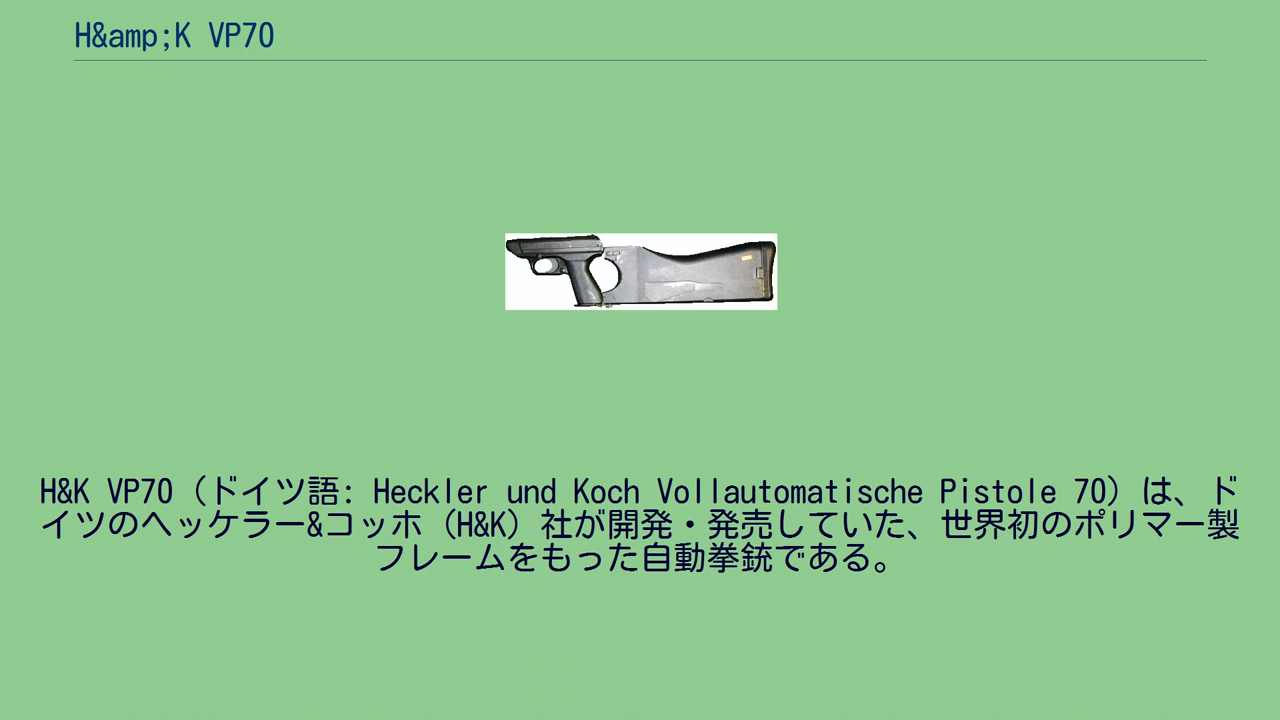 H&amp;K VP70
H&K VP70（ドイツ語: Heckler und Koch Vollautomatische Pistole 70）は、ド
イツのヘッケラー&コッホ（H&K）社が開発・発売していた、世界初のポリマー製
フレームをもった自動拳銃である。